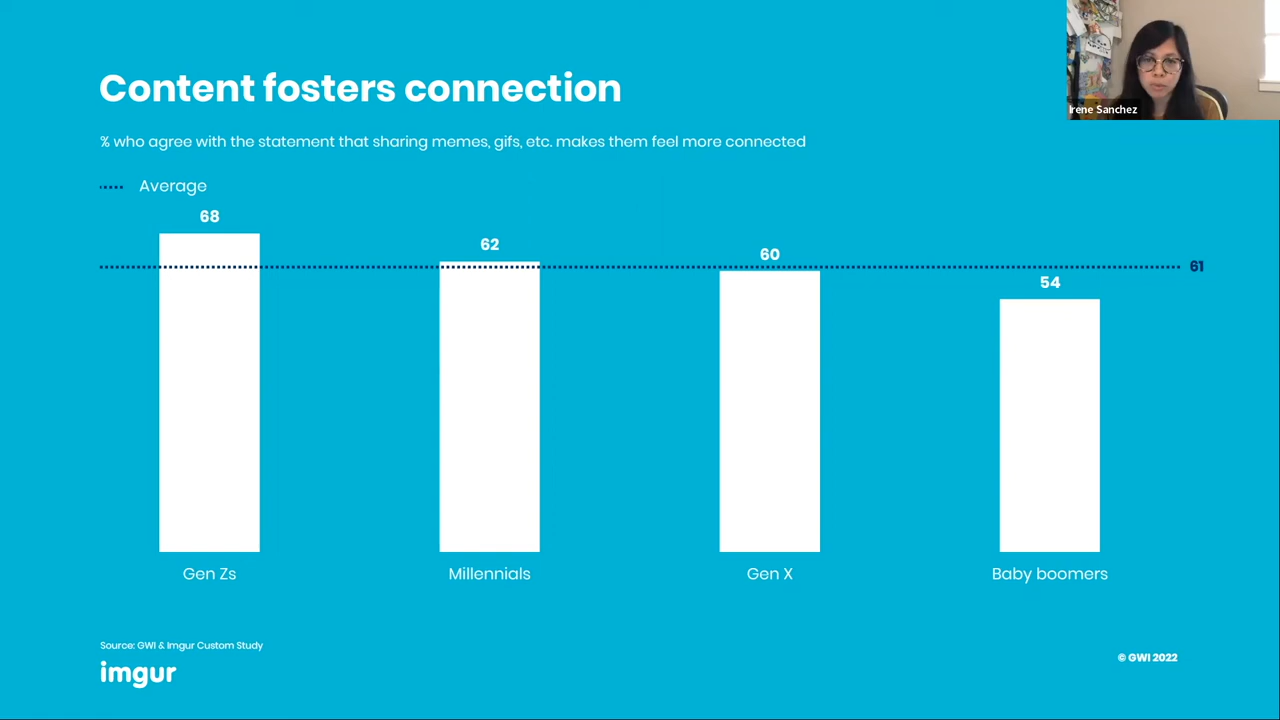 Content fosters connection
Irene Sanchez
% who agree with the statement that sharing memes, gifs, etc. makes them feel more connected
Average
68
62
60
61
54
Gen Zs
Millennials
Gen X
Baby boomers
Source: GWI & Imgur Custom Study
© GWI 2022
imgur